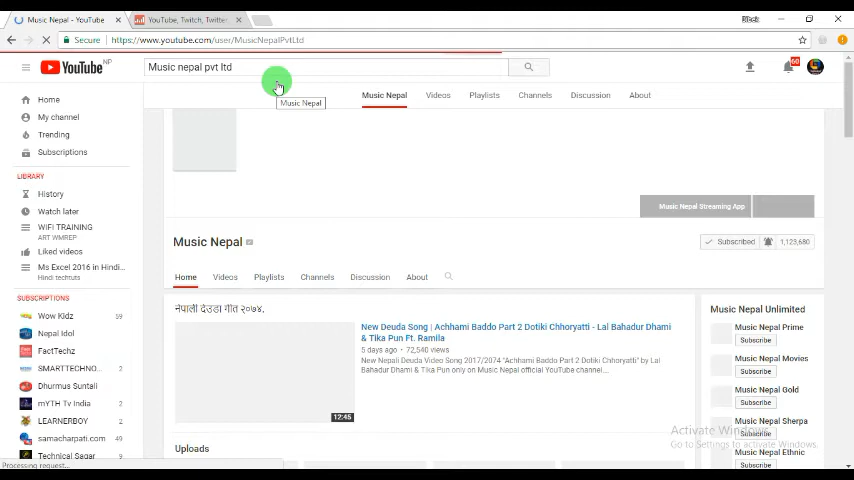 Music Nepal - YouTube
YouTube, Twitch, Twitter
Secure https://www.youtube.com/user/MusicNepalPvtLtd
YouTube NP
Music nepal pvt ltd
60
Music Nepal
Music Nepal Videos Playlists Channels Discussion About
Home
My channel
Trending
Subscriptions
LIBRARY
History
Watch later
WIFI TRAINING
ART WMREP
Liked videos
Ms Excel 2016 in Hindi...
Hindi techtuts
SUBSCRIPTIONS
Wow Kidz 59
Nepal Idol
FactTechz
SMARTTECHNO... 2
Dhurmus Suntali
mYTH Tv India 2
LEARNERBOY 2
samacharpati.com 49
Technical Sagar 9
Music Nepal Streaming App
Music Nepal
Subscribed 1,123,680
Home Videos Playlists Channels Discussion About
नेपाली देउडा गीत २०७४.
New Deuda Song | Achhami Baddo Part 2 Dotiki Chhoryatti - Lal Bahadur Dhami
& Tika Pun Ft. Ramila
5 days ago • 72,540 views
New Nepali Deuda Video Song 2017/2074 "Achhami Baddo Part 2 Dotiki Chhoryatti" by Lal
Bahadur Dhami & Tika Pun only on Music Nepal official YouTube channel...
12:45
Uploads
Music Nepal Unlimited
Music Nepal Prime
Subscribe
Music Nepal Movies
Subscribe
Music Nepal Gold
Subscribe
Music Nepal Sherpa
Subscribe
Music Nepal Ethnic
Subscribe
Activate Windows
Go to Settings to activate Windows.
Processing request...